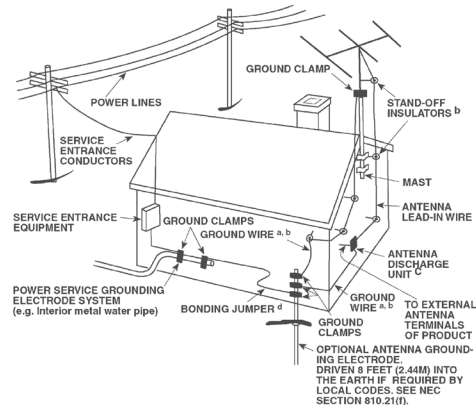 GROUND CLAMP
POWER LINES
STAND-OFF
INSULATORS b
SERVICE
ENTRANCE
CONDUCTORS
MAST
ANTENNA
LEAD-IN WIRE
SERVICE ENTRANCE
EQUIPMENT
GROUND CLAMPS
GROUND WIRE a, b
ANTENNA
DISCHARGE
UNIT C
POWER SERVICE GROUNDING
ELECTRODE SYSTEM
(e.g. Interior metal water pipe)
BONDING JUMPER d
GROUND
WIRE a, b
TO EXTERNAL
ANTENNA
TERMINALS
OF PRODUCT
GROUND
CLAMPS
OPTIONAL ANTENNA GROUND-
ING ELECTRODE.
DRIVEN 8 FEET (2.44M) INTO
THE EARTH IF REQUIRED BY
LOCAL CODES. SEE NEC
SECTION 810.21(f).